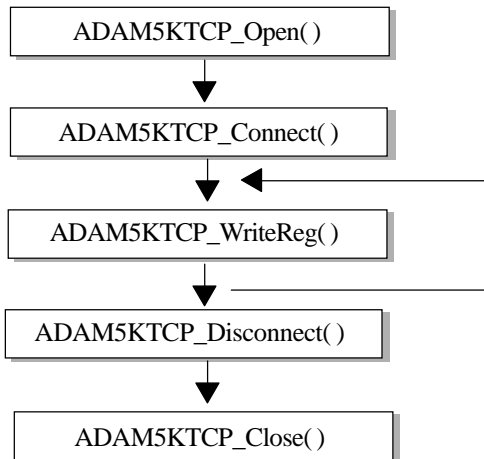 ADAM5KTCP_Open( )
ADAM5KTCP_Connect( )
ADAM5KTCP_WriteReg( )
ADAM5KTCP_Disconnect( )
ADAM5KTCP_Close( )